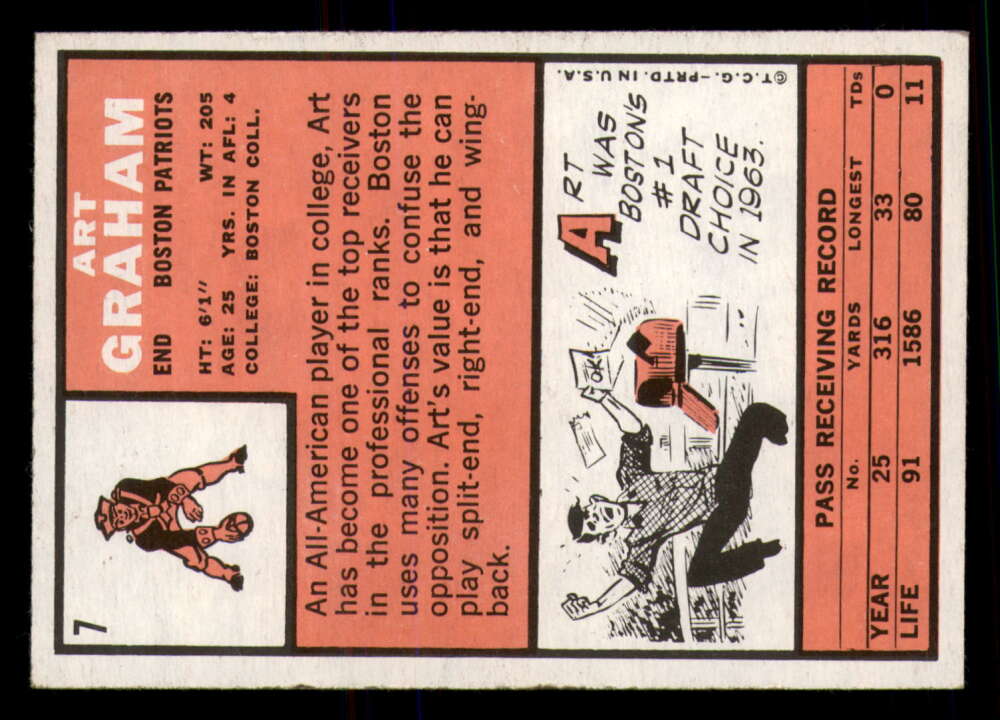 7
ART
GRAHAM
END BOSTON PATRIOTS
HT: 6'1" WT: 205
AGE: 25 YRS. IN AFL: 4
COLLEGE: BOSTON COLL.
An All-American player in college, Art
has become one of the top receivers
in the professional ranks. Boston
uses many offenses to confuse the
opposition. Art's value is that he can
play split-end, right-end, and wing-
back.
OK
ART
WAS
BOSTON'S
#1
DRAFT
CHOICE
IN 1963.
©T.C.G.-PRTD. IN U.S.A.
PASS RECEIVING RECORD
No. YARDS LONGEST TDS
YEAR 25 316 33 0
LIFE 91 1586 80 11